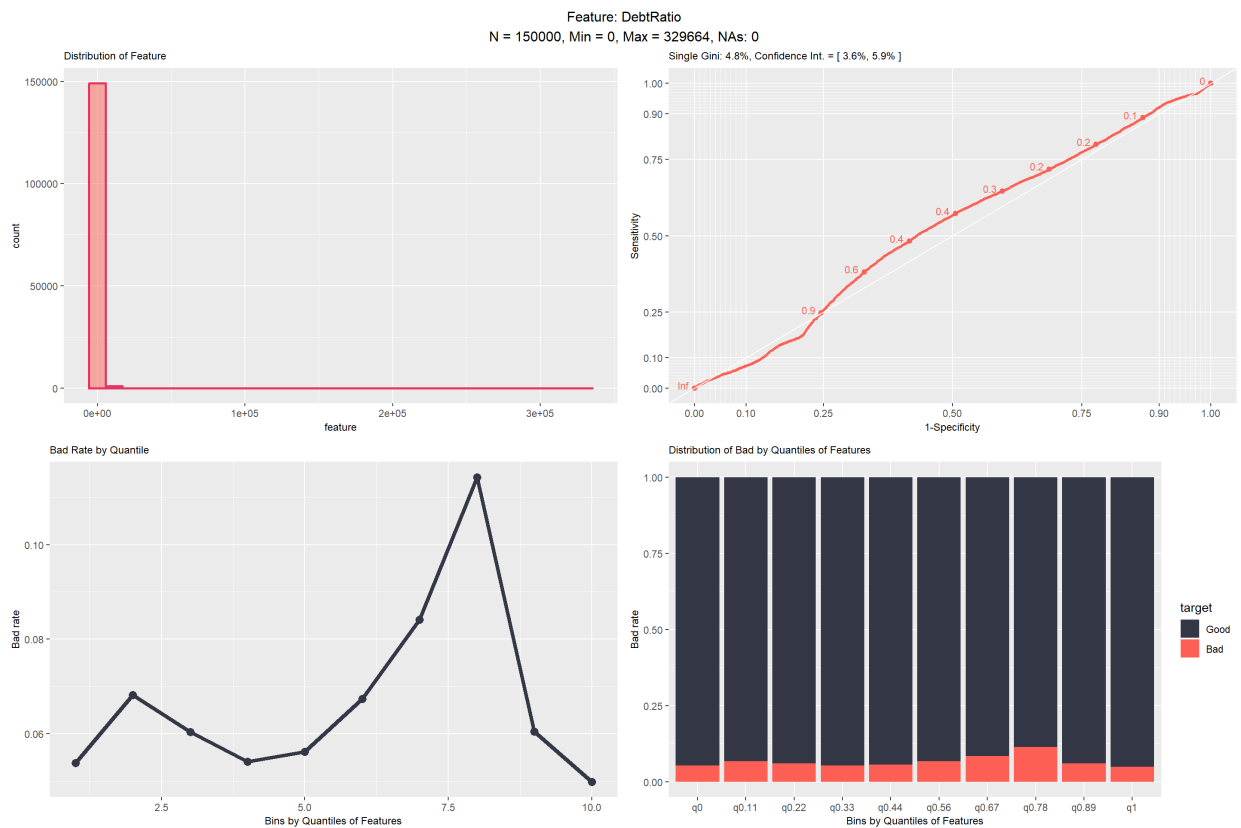 Feature: DebtRatio
N = 150000, Min = 0, Max = 329664, NAs: 0
Distribution of Feature
150000
100000
50000
0
count
0e+00 1e+05 2e+05 3e+05
feature
Single Gini: 4.8%, Confidence Int. = [ 3.6%, 5.9% ]
1.00
0.90
0.75
0.50
0.25
0.10
0.00
Sensitivity
0
0.1
0.2
0.2
0.3
0.4
0.4
0.6
0.9
Inf
0.00 0.10 0.25 0.50 0.75 0.90 1.00
1-Specificity
Bad Rate by Quantile
0.10
0.08
0.06
Bad rate
2.5 5.0 7.5 10.0
Bins by Quantiles of Features
Distribution of Bad by Quantiles of Features
1.00
0.75
0.50
0.25
0.00
Bad rate
q0 q0.11 q0.22 q0.33 q0.44 q0.56 q0.67 q0.78 q0.89 q1
Bins by Quantiles of Features
target
Good
Bad